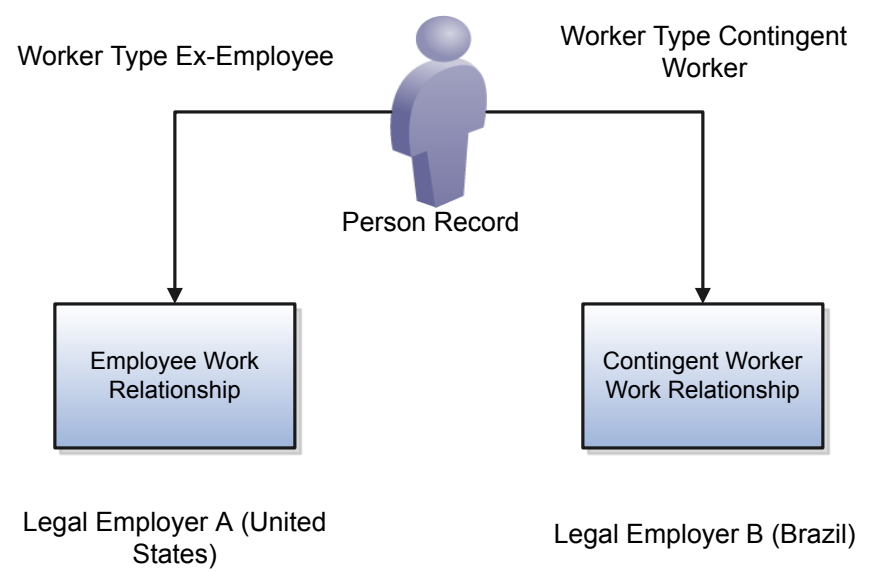 Worker Type Ex-Employee
Worker Type Contingent
Worker
Person Record
Employee Work
Relationship
Contingent Worker
Work Relationship
Legal Employer A (United
States)
Legal Employer B (Brazil)